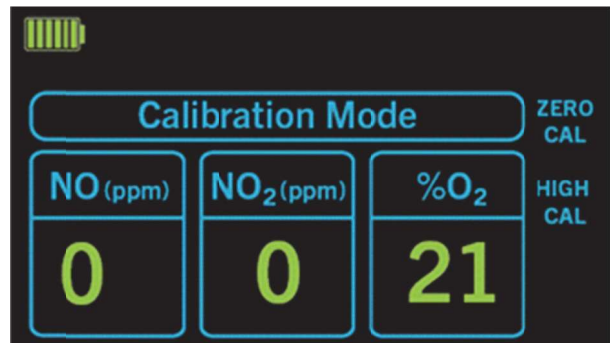 Calibration Mode
ZERO
CAL
NO (ppm) NO₂ (ppm) %O₂
HIGH
CAL
0 0 21